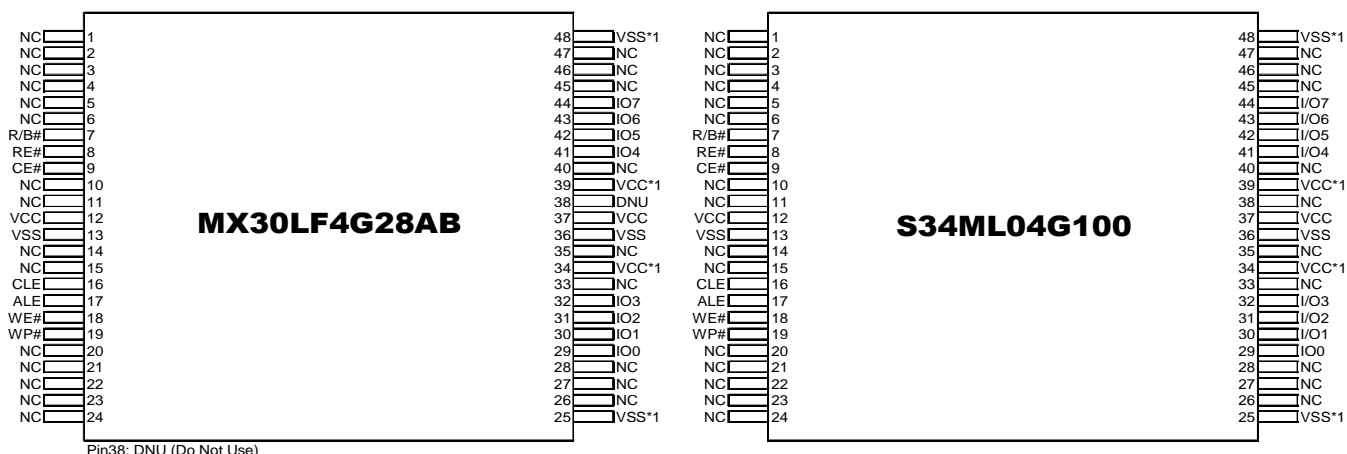 NC 1 48 VSS*1 NC 1 48 VSS*1
NC 2 47 NC NC 2 47 NC
NC 3 46 NC NC 3 46 NC
NC 4 45 NC NC 4 45 NC
NC 5 44 IO7 NC 5 44 I/O7
NC 6 43 IO6 NC 6 43 I/O6
R/B# 7 42 IO5 R/B# 7 42 I/O5
RE# 8 41 IO4 RE# 8 41 I/O4
CE# 9 40 NC CE# 9 40 NC
NC 10 39 VCC*1 NC 10 39 VCC*1
NC 11 38 DNU NC 11 38 NC
VCC 12 MX30LF4G28AB 37 VCC VCC 12 S34ML04G100 37 VCC
VSS 13 36 VSS VSS 13 36 VSS
NC 14 35 NC NC 14 35 NC
NC 15 34 VCC*1 NC 15 34 VCC*1
CLE 16 33 NC CLE 16 33 NC
ALE 17 32 IO3 ALE 17 32 I/O3
WE# 18 31 IO2 WE# 18 31 I/O2
WP# 19 30 IO1 WP# 19 30 I/O1
NC 20 29 IO0 NC 20 29 IO0
NC 21 28 NC NC 21 28 NC
NC 22 27 NC NC 22 27 NC
NC 23 26 NC NC 23 26 NC
NC 24 25 VSS*1 NC 24 25 VSS*1
Pin38: DNU (Do Not Use)